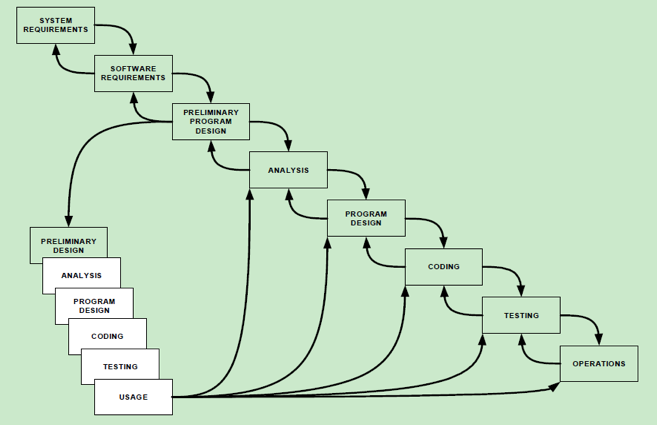 SYSTEM
REQUIREMENTS
SOFTWARE
REQUIREMENTS
PRELIMINARY
PROGRAM
DESIGN
ANALYSIS
PROGRAM
DESIGN
CODING
TESTING
OPERATIONS
PRELIMINARY
DESIGN
ANALYSIS
PROGRAM
DESIGN
CODING
TESTING
USAGE